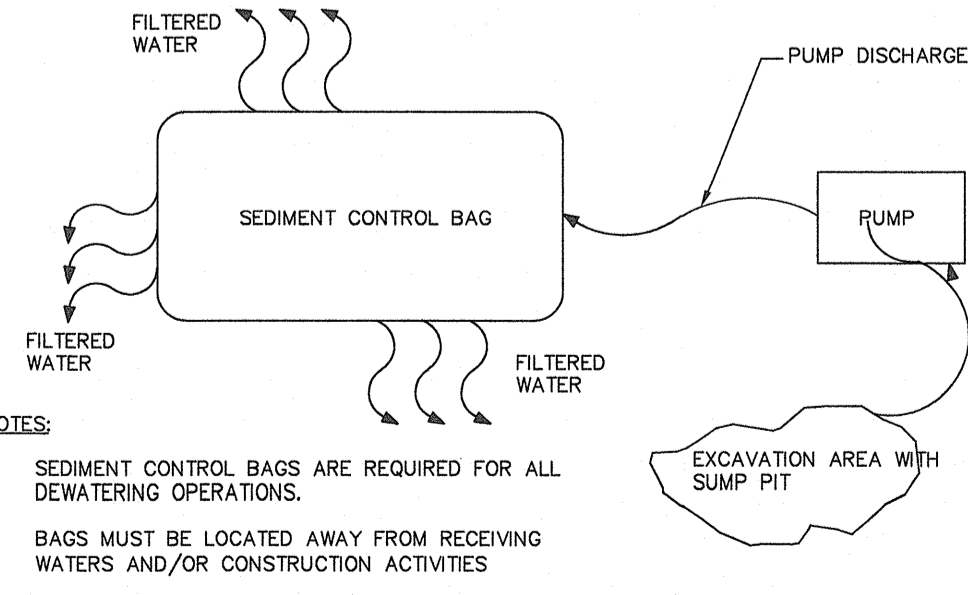 FILTERED
WATER
PUMP DISCHARGE
SEDIMENT CONTROL BAG
PUMP
FILTERED
WATER
FILTERED
WATER
OTES:
EXCAVATION AREA WITH
SUMP PIT
SEDIMENT CONTROL BAGS ARE REQUIRED FOR ALL
DEWATERING OPERATIONS.
BAGS MUST BE LOCATED AWAY FROM RECEIVING
WATERS AND/OR CONSTRUCTION ACTIVITIES